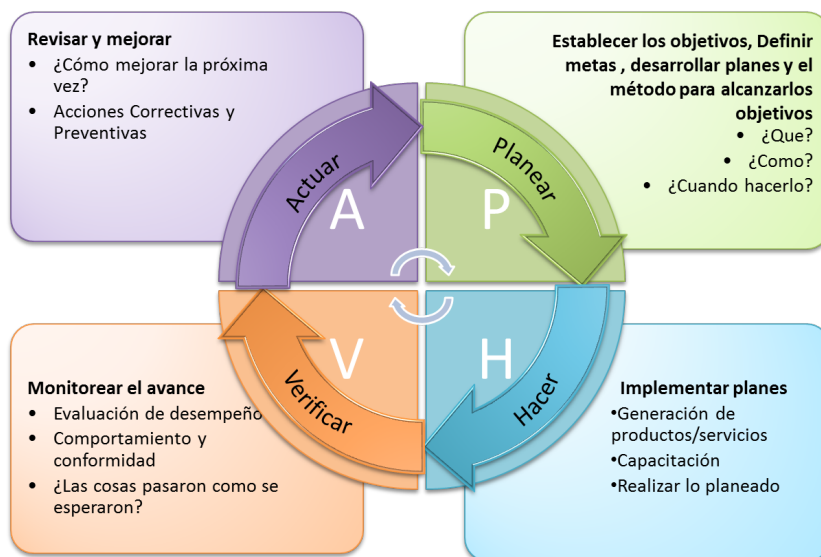 Revisar y mejorar
• ¿Cómo mejorar la próxima
vez?
• Acciones Correctivas y
Preventivas
Establecer los objetivos, Definir
metas , desarrollar planes y el
método para alcanzarlos
objetivos
• ¿Que?
• ¿Como?
• ¿Cuando hacerlo?
Actuar
Planear
A
P
V
H
Verificar
Hacer
Monitorear el avance
• Evaluación de desempeño
• Comportamiento y
conformidad
• ¿Las cosas pasaron como se
esperaron?
Implementar planes
•Generación de
productos/servicios
•Capacitación
•Realizar lo planeado